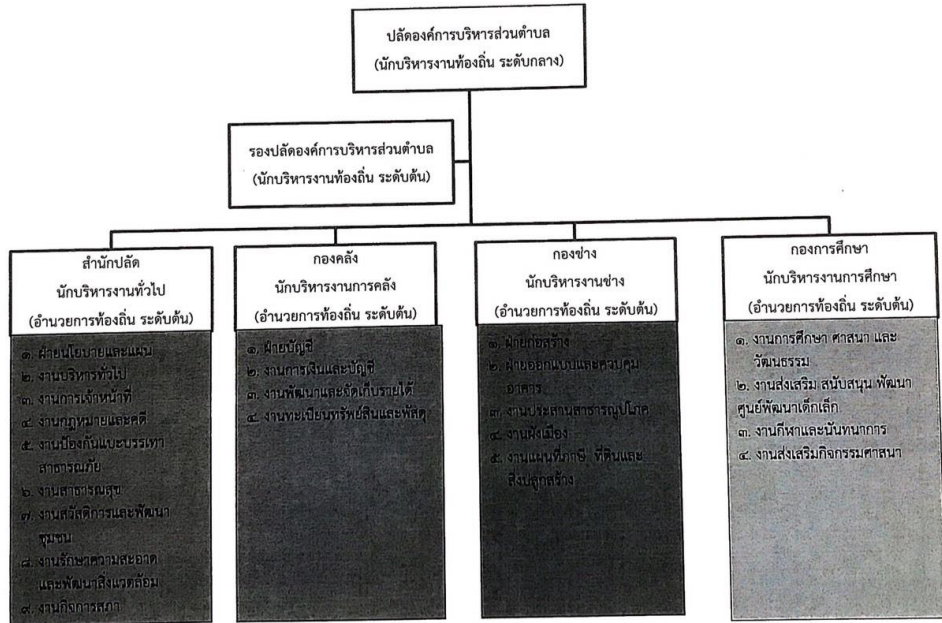 ปลัดองค์การบริหารส่วนตำบล
(นักบริหารงานท้องถิ่น ระดับกลาง)
รองปลัดองค์การบริหารส่วนตำบล
(นักบริหารงานท้องถิ่น ระดับต้น)
สำนักปลัด
นักบริหารงานทั่วไป
(อำนวยการท้องถิ่น ระดับต้น)
๑. ฝ่ายนโยบายและแผน
๒. งานบริหารทั่วไป
๓. งานการเจ้าหน้าที่
๔. งานกฎหมายและคดี
๕. งานป้องกันแบะบรรเทา
สาธารณภัย
๖. งานสาธารณสุข
๗. งานสวัสดิการและพัฒนา
ชุมชน
๘. งานรักษาความสะอาด
และพัฒนาสิ่งแวดล้อม
๙. งานกิจการสภา
กองคลัง
นักบริหารงานการคลัง
(อำนวยการท้องถิ่น ระดับต้น)
๑. ฝ่ายบัญชี
๒. งานการเงินและบัญชี
๓. งานพัฒนาและจัดเก็บรายได้
๔. งานทะเบียนทรัพย์สินและพัสดุ
กองช่าง
นักบริหารงานช่าง
(อำนวยการท้องถิ่น ระดับต้น)
๑. ฝ่ายก่อสร้าง
๒. ฝ่ายออกแบบและควบคุม
อาคาร
๓. งานประสานสาธารณูปโภค
๔. งานผังเมือง
๕. งานแผนที่ภาษี ที่ดินและ
สิ่งปลูกสร้าง
กองการศึกษา
นักบริหารงานการศึกษา
(อำนวยการท้องถิ่น ระดับต้น)
๑. งานการศึกษา ศาสนา และ
วัฒนธรรม
๒. งานส่งเสริม สนับสนุน พัฒนา
ศูนย์พัฒนาเด็กเล็ก
๓. งานกีฬาและนันทนาการ
๔. งานส่งเสริมกิจกรรมศาสนา